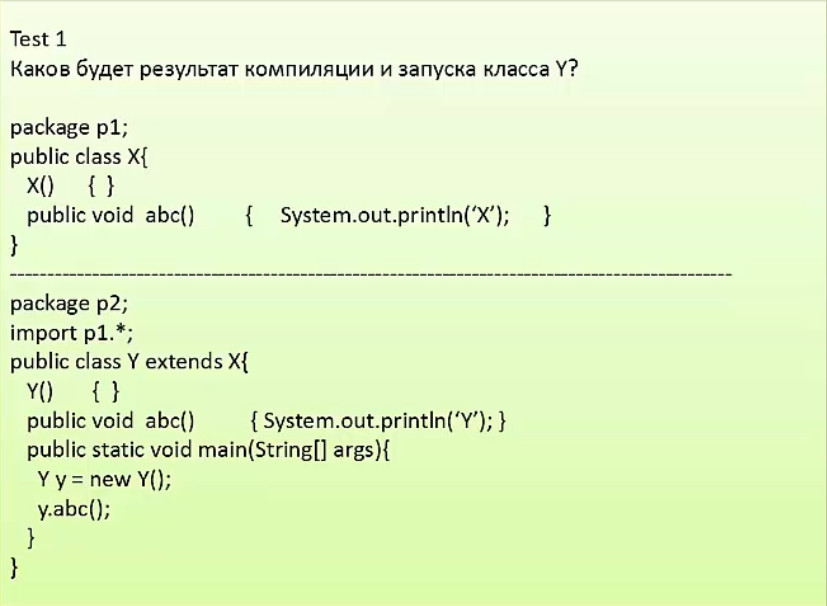 Test 1
Каков будет результат компиляции и запуска класса Y?
package p1;
public class X{
X() { }
public void abc() { System.out.println(‘X’); }
}
----------------------------------------------------------------------------------------------------
package p2;
import p1.*;
public class Y extends X{
Y() { }
public void abc() { System.out.println(‘Y’); }
public static void main(String[] args){
Y y = new Y();
y.abc();
}
}